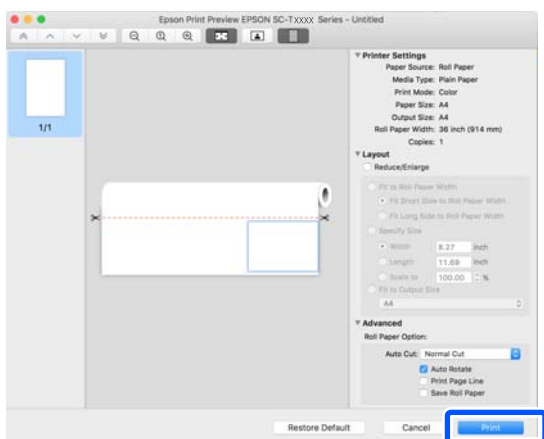 Epson Print Preview EPSON SC-TXXXX Series - Untitled
1/1
Printer Settings
Paper Source: Roll Paper
Media Type: Plain Paper
Print Mode: Color
Paper Size: A4
Output Size: A4
Roll Paper Width: 36 inch (914 mm)
Copies: 1
Layout
Reduce/Enlarge
Fit to Roll Paper Width
Fit Short Side to Roll Paper Width
Fit Long Side to Roll Paper Width
Specify Size
Width 8.27 inch
Length 11.69 inch
Scale to 100.00 %
Fit to Output Size
A4
Advanced
Roll Paper Option:
Auto Cut: Normal Cut
Auto Rotate
Print Page Line
Save Roll Paper
Restore Default Cancel Print